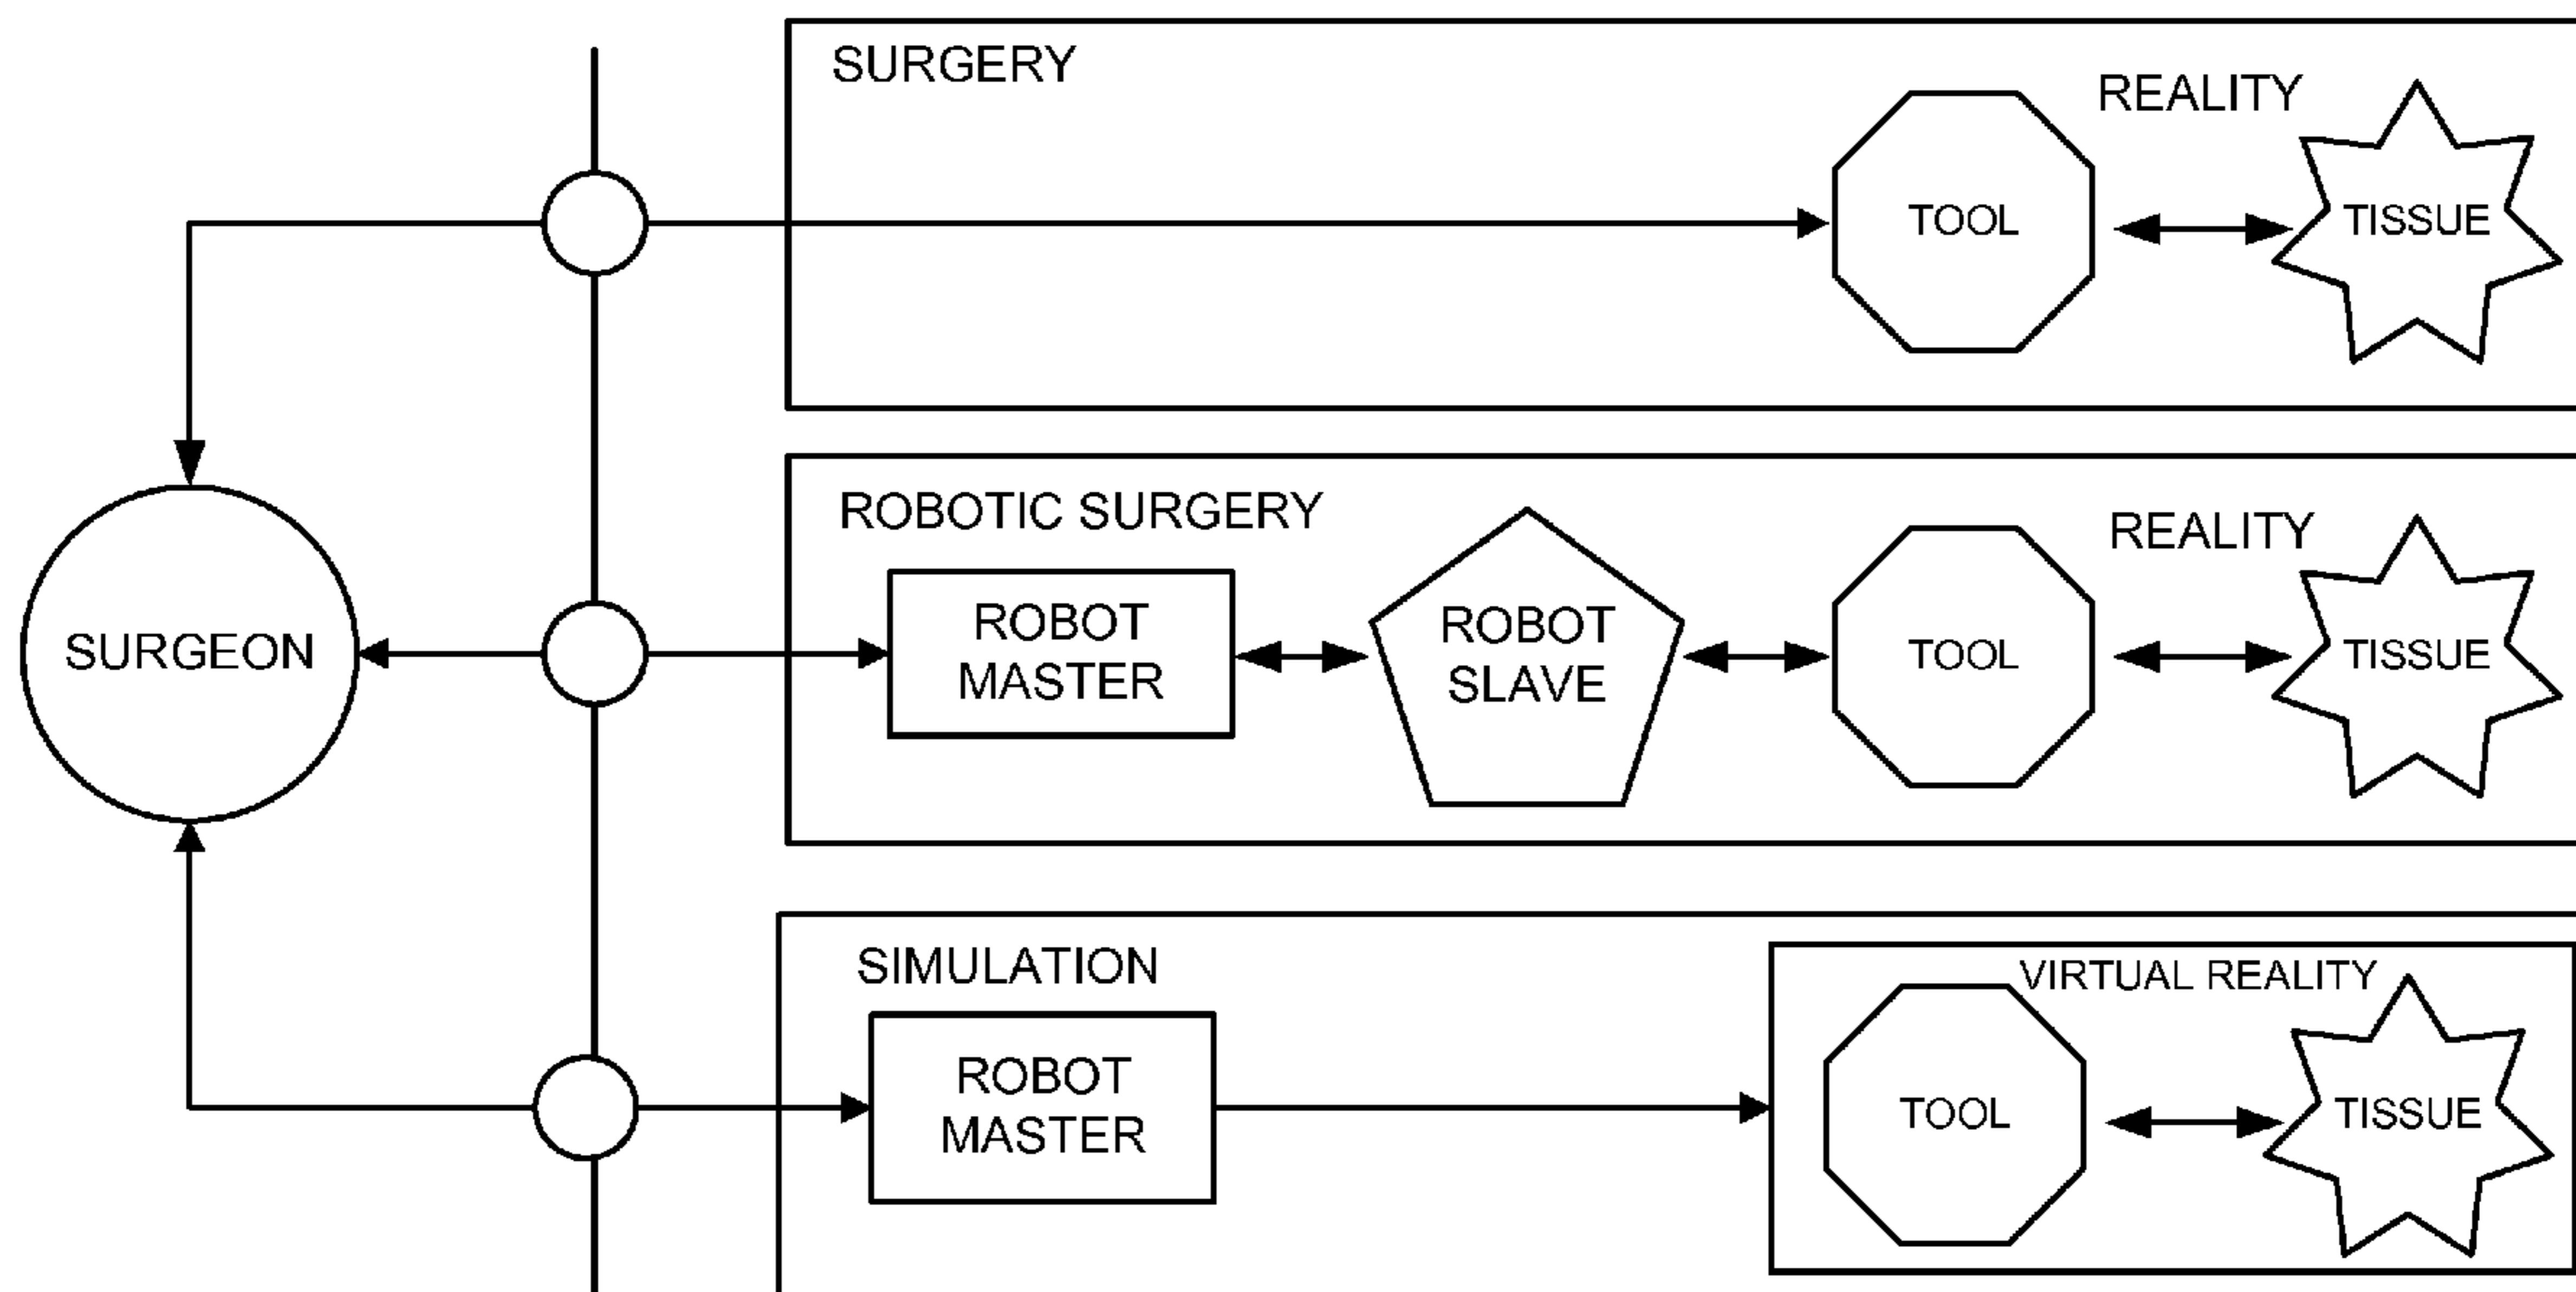 SURGERY
REALITY
TOOL
TISSUE
SURGEON
ROBOTIC SURGERY
REALITY
ROBOT
MASTER
ROBOT
SLAVE
TOOL
TISSUE
SIMULATION
VIRTUAL REALITY
ROBOT
MASTER
TOOL
TISSUE